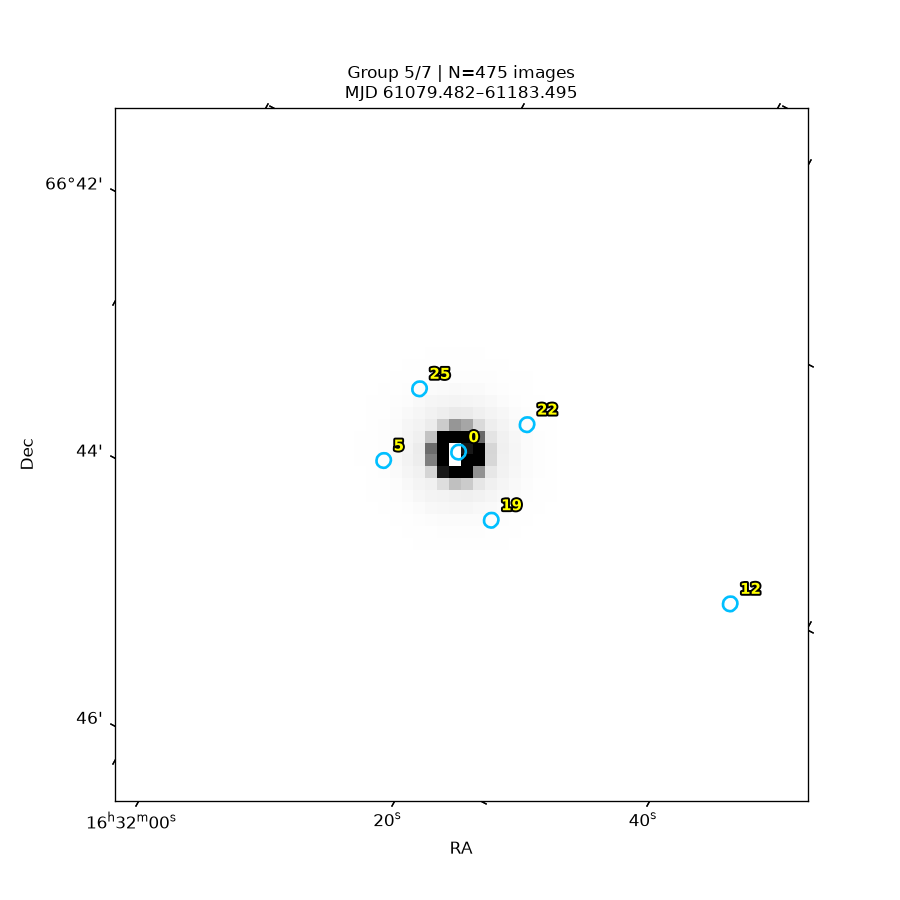 Group 5/7 | N=475 images
MJD 61079.482–61183.495
66°42'
25
22
0
5
44'
19
12
46'
16ʰ32ᵐ00ˢ
20ˢ
40ˢ
RA
Dec